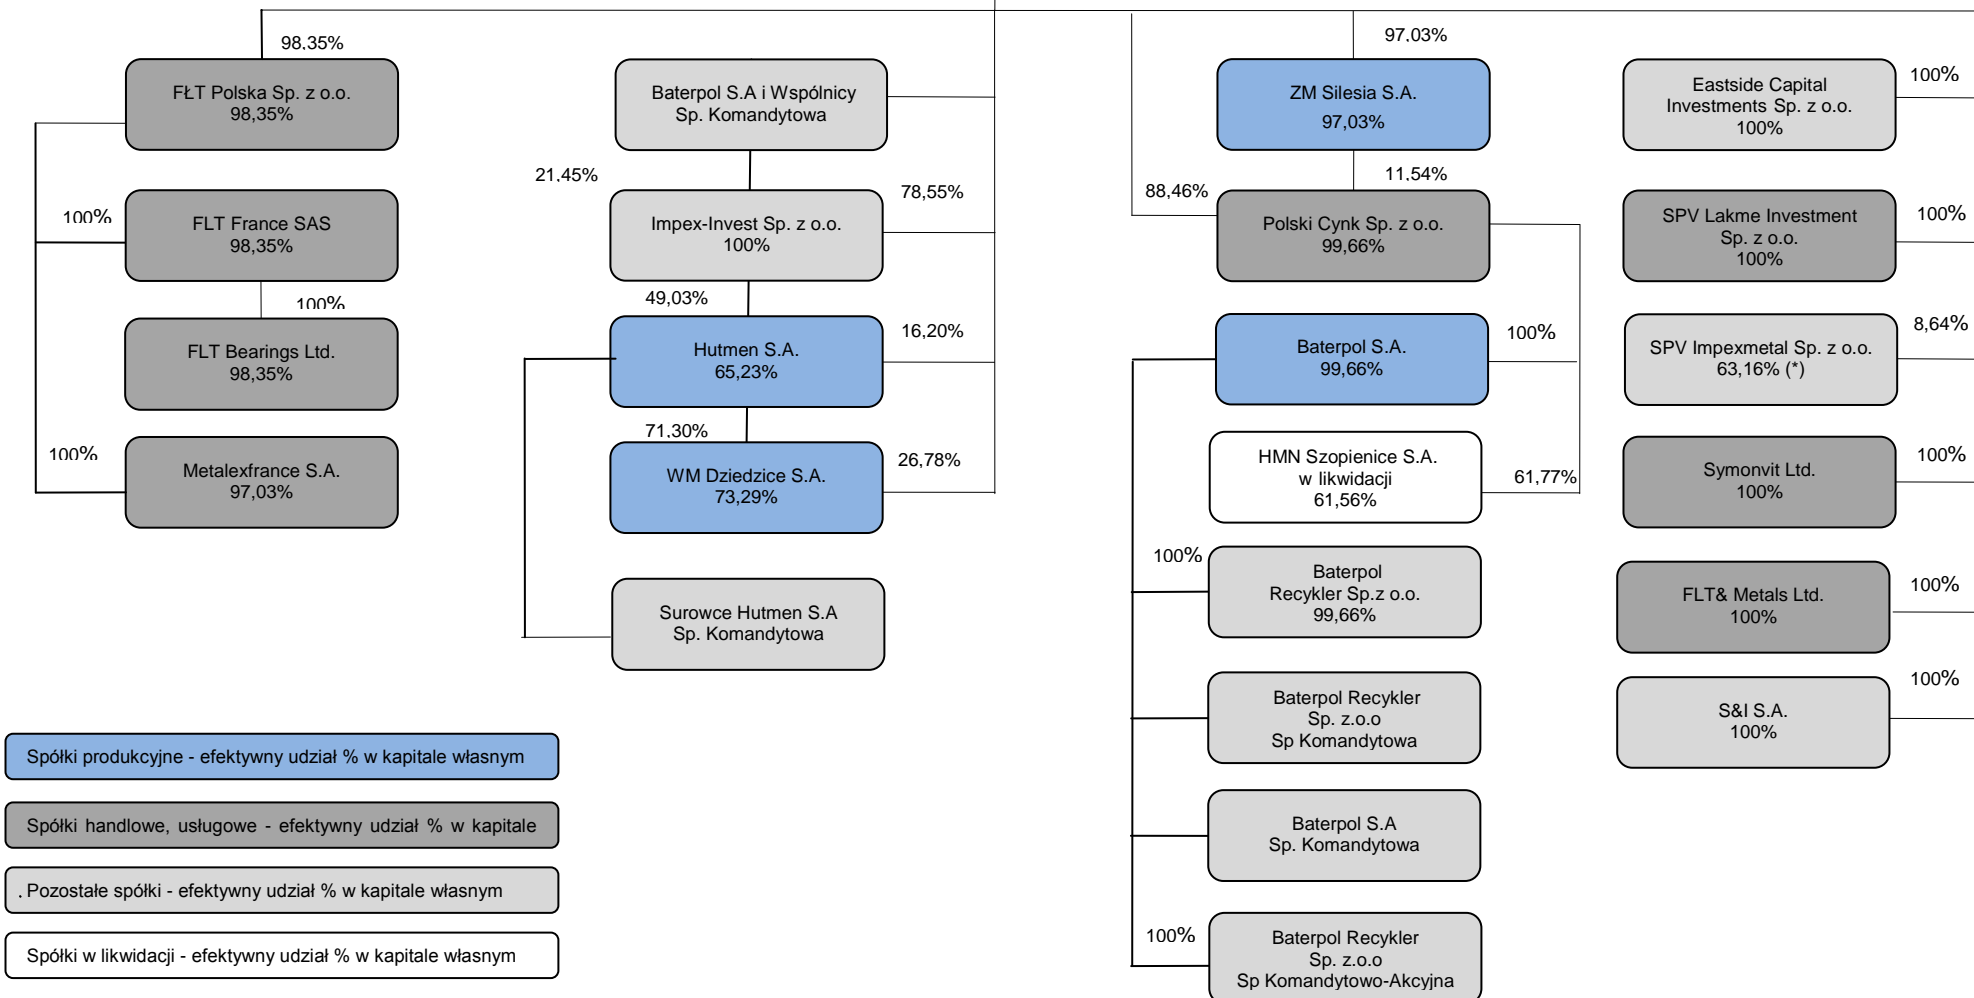 98,35%
FŁT Polska Sp. z o.o.
98,35%
100%
FLT France SAS
98,35%
100%
FLT Bearings Ltd.
98,35%
100%
Metalexfrance S.A.
97,03%
Baterpol S.A i Wspólnicy
Sp. Komandytowa
21,45%
78,55%
Impex-Invest Sp. z o.o.
100%
49,03%
16,20%
Hutmen S.A.
65,23%
71,30%
26,78%
WM Dziedzice S.A.
73,29%
Surowce Hutmen S.A
Sp. Komandytowa
97,03%
ZM Silesia S.A.
97,03%
88,46%
11,54%
Polski Cynk Sp. z o.o.
99,66%
100%
Baterpol S.A.
99,66%
HMN Szopienice S.A.
w likwidacji
61,56%
61,77%
100%
Baterpol
Recykler Sp.z o.o.
99,66%
Baterpol Recykler
Sp. z.o.o
Sp Komandytowa
Baterpol S.A
Sp. Komandytowa
100%
Baterpol Recykler
Sp. z.o.o
Sp Komandytowo-Akcyjna
Eastside Capital
Investments Sp. z o.o.
100%
100%
SPV Lakme Investment
Sp. z o.o.
100%
100%
SPV Impexmetal Sp. z o.o.
63,16% (*)
8,64%
Symonvit Ltd.
100%
100%
FLT& Metals Ltd.
100%
100%
S&I S.A.
100%
100%
Spółki produkcyjne - efektywny udział % w kapitale własnym
Spółki handlowe, usługowe - efektywny udział % w kapitale
. Pozostałe spółki - efektywny udział % w kapitale własnym
Spółki w likwidacji - efektywny udział % w kapitale własnym